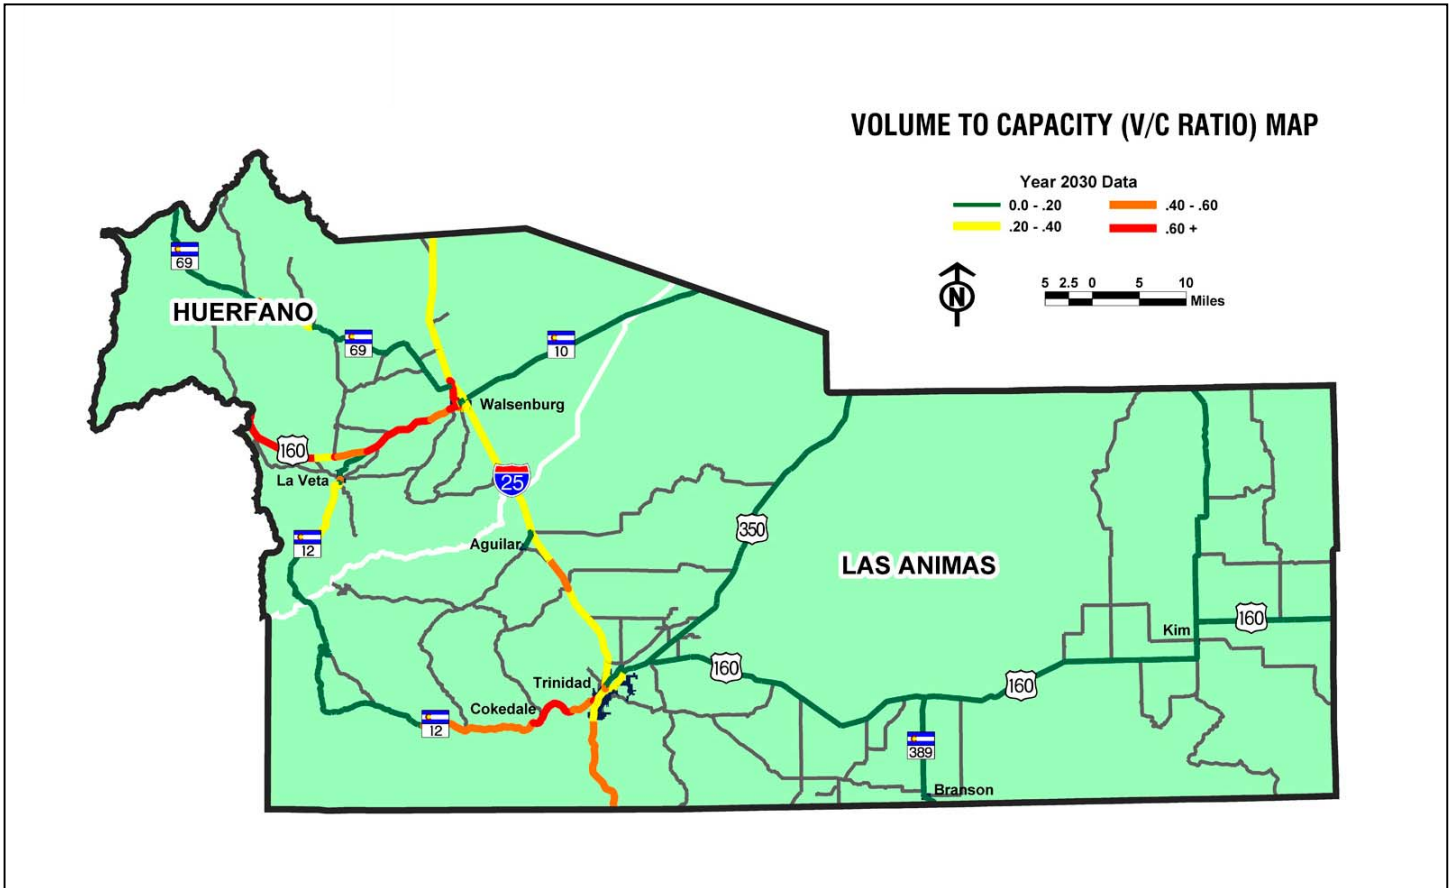 VOLUME TO CAPACITY (V/C RATIO) MAP
Year 2030 Data
0.0 - .20
.40 - .60
.20 - .40
.60 +
N
5 2.5 0 5 10
Miles
69
HUERFANO
69
10
Walsenburg
160
La Veta
25
12
Aguilar
350
LAS ANIMAS
160
Kim
160
Trinidad
160
Cokedale
12
389
Branson